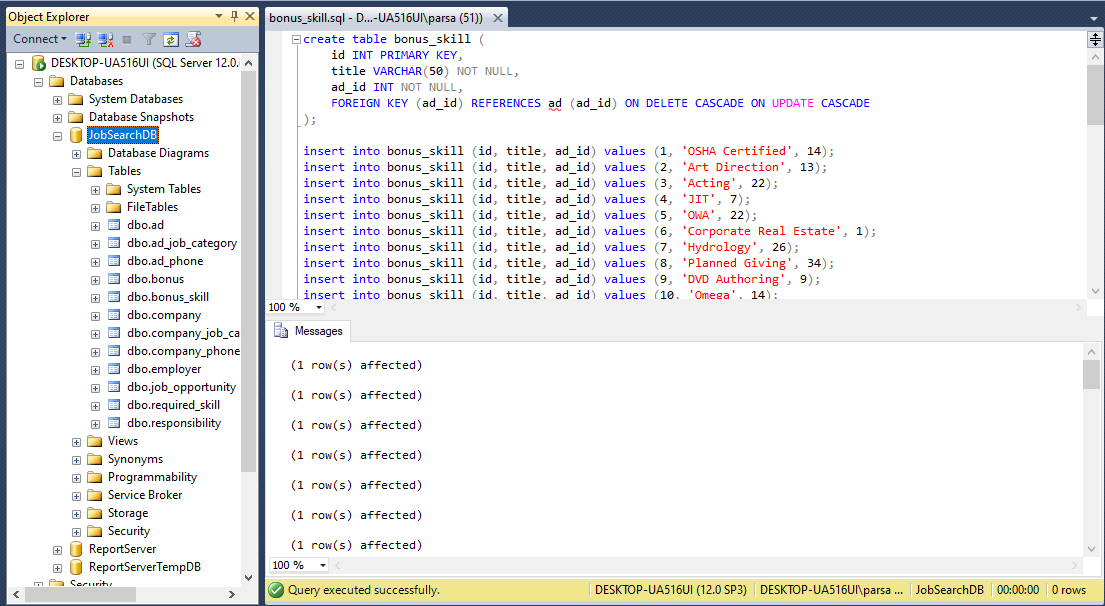 Object Explorer
Connect
DESKTOP-UA516UI (SQL Server 12.0.
Databases
System Databases
Database Snapshots
JobSearchDB
Database Diagrams
Tables
System Tables
FileTables
dbo.ad
dbo.ad_job_category
dbo.ad_phone
dbo.bonus
dbo.bonus_skill
dbo.company
dbo.company_job_ca
dbo.company_phone
dbo.employer
dbo.job_opportunity
dbo.required_skill
dbo.responsibility
Views
Synonyms
Programmability
Service Broker
Storage
Security
ReportServer
ReportServerTempDB
Security
bonus_skill.sql - D...-UA516UI\parsa (51))
create table bonus_skill (
id INT PRIMARY KEY,
title VARCHAR(50) NOT NULL,
ad_id INT NOT NULL,
FOREIGN KEY (ad_id) REFERENCES ad (ad_id) ON DELETE CASCADE ON UPDATE CASCADE
);
insert into bonus_skill (id, title, ad_id) values (1, 'OSHA Certified', 14);
insert into bonus_skill (id, title, ad_id) values (2, 'Art Direction', 13);
insert into bonus_skill (id, title, ad_id) values (3, 'Acting', 22);
insert into bonus_skill (id, title, ad_id) values (4, 'JIT', 7);
insert into bonus_skill (id, title, ad_id) values (5, 'OWA', 22);
insert into bonus_skill (id, title, ad_id) values (6, 'Corporate Real Estate', 1);
insert into bonus_skill (id, title, ad_id) values (7, 'Hydrology', 26);
insert into bonus_skill (id, title, ad_id) values (8, 'Planned Giving', 34);
insert into bonus_skill (id, title, ad_id) values (9, 'DVD Authoring', 9);
insert into bonus_skill (id, title, ad_id) values (10, 'Omega', 14);
100 %
Messages
(1 row(s) affected)
(1 row(s) affected)
(1 row(s) affected)
(1 row(s) affected)
(1 row(s) affected)
(1 row(s) affected)
(1 row(s) affected)
100 %
Query executed successfully.
DESKTOP-UA516UI (12.0 SP3)
DESKTOP-UA516UI\parsa ...
JobSearchDB
00:00:00
0 rows